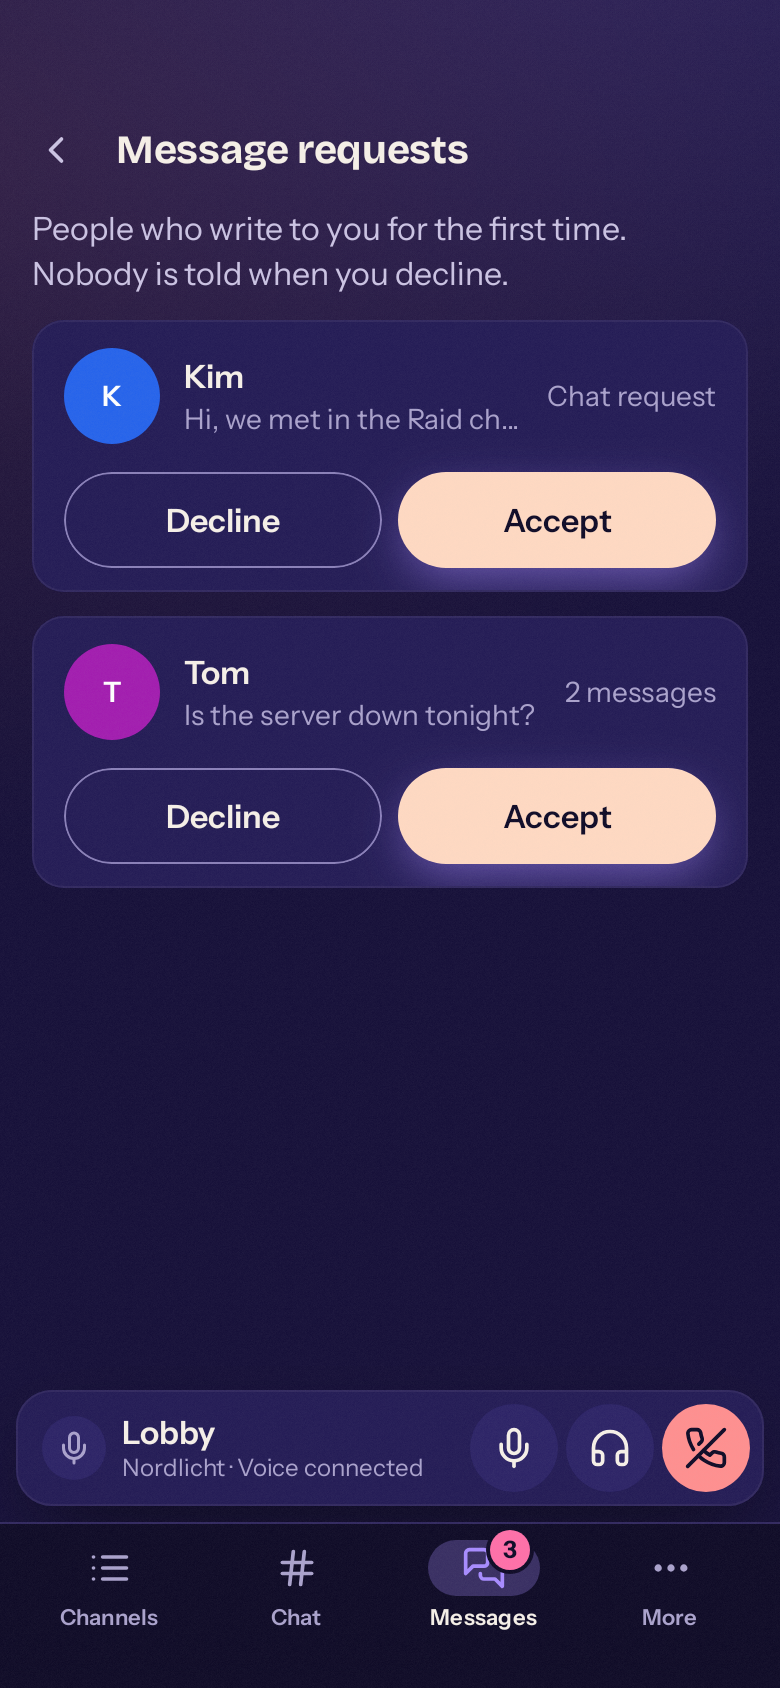 Message requests
People who write to you for the first time.
Nobody is told when you decline.
K
Kim
Hi, we met in the Raid ch...
Chat request
Decline
Accept
T
Tom
Is the server down tonight?
2 messages
Decline
Accept
Lobby
Nordlicht · Voice connected
3
Channels
Chat
Messages
More